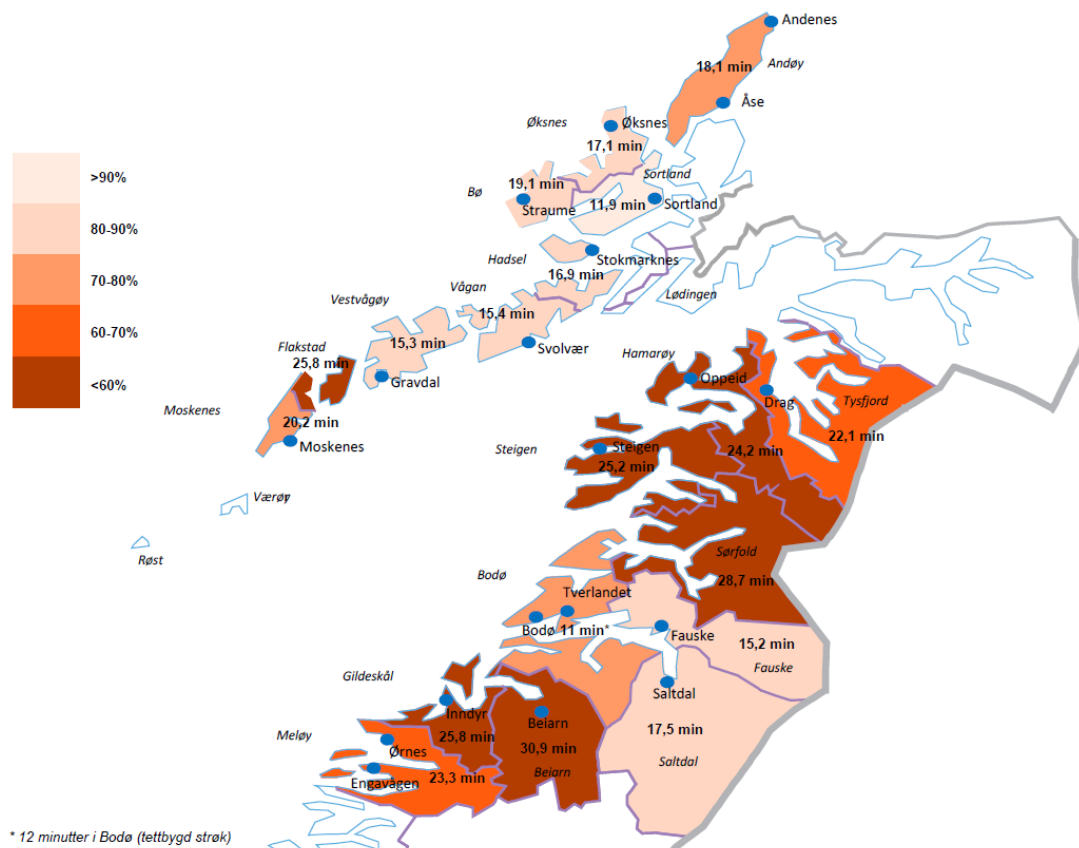 Andenes
Andøy
18,1 min
Åse
Øksnes
Øksnes
17,1 min
>90%
Sortland
Bø
19,1 min
80-90%
Straume
11,9 min
Sortland
Hadsel
Stokmarknes
70-80%
16,9 min
Vågan
Lødingen
Vestvågøy
15,4 min
60-70%
15,3 min
Svolvær
Flakstad
Hamarøy
25,8 min
<60%
Gravdal
Oppeid
Drag
Tysfjord
Moskenes
20,2 min
22,1 min
Moskenes
Steigen
Steigen
24,2 min
25,2 min
Værøy
Røst
Sørfold
Bodø
28,7 min
Tverlandet
Bodø 11 min*
Fauske
15,2 min
Gildeskål
Fauske
Saltdal
Inndyr
Beiarn
17,5 min
Meløy
25,8 min
Ørnes
30,9 min
Saltdal
23,3 min
Beiarn
Engavågen
* 12 minutter i Bodø (tettbygd strøk)